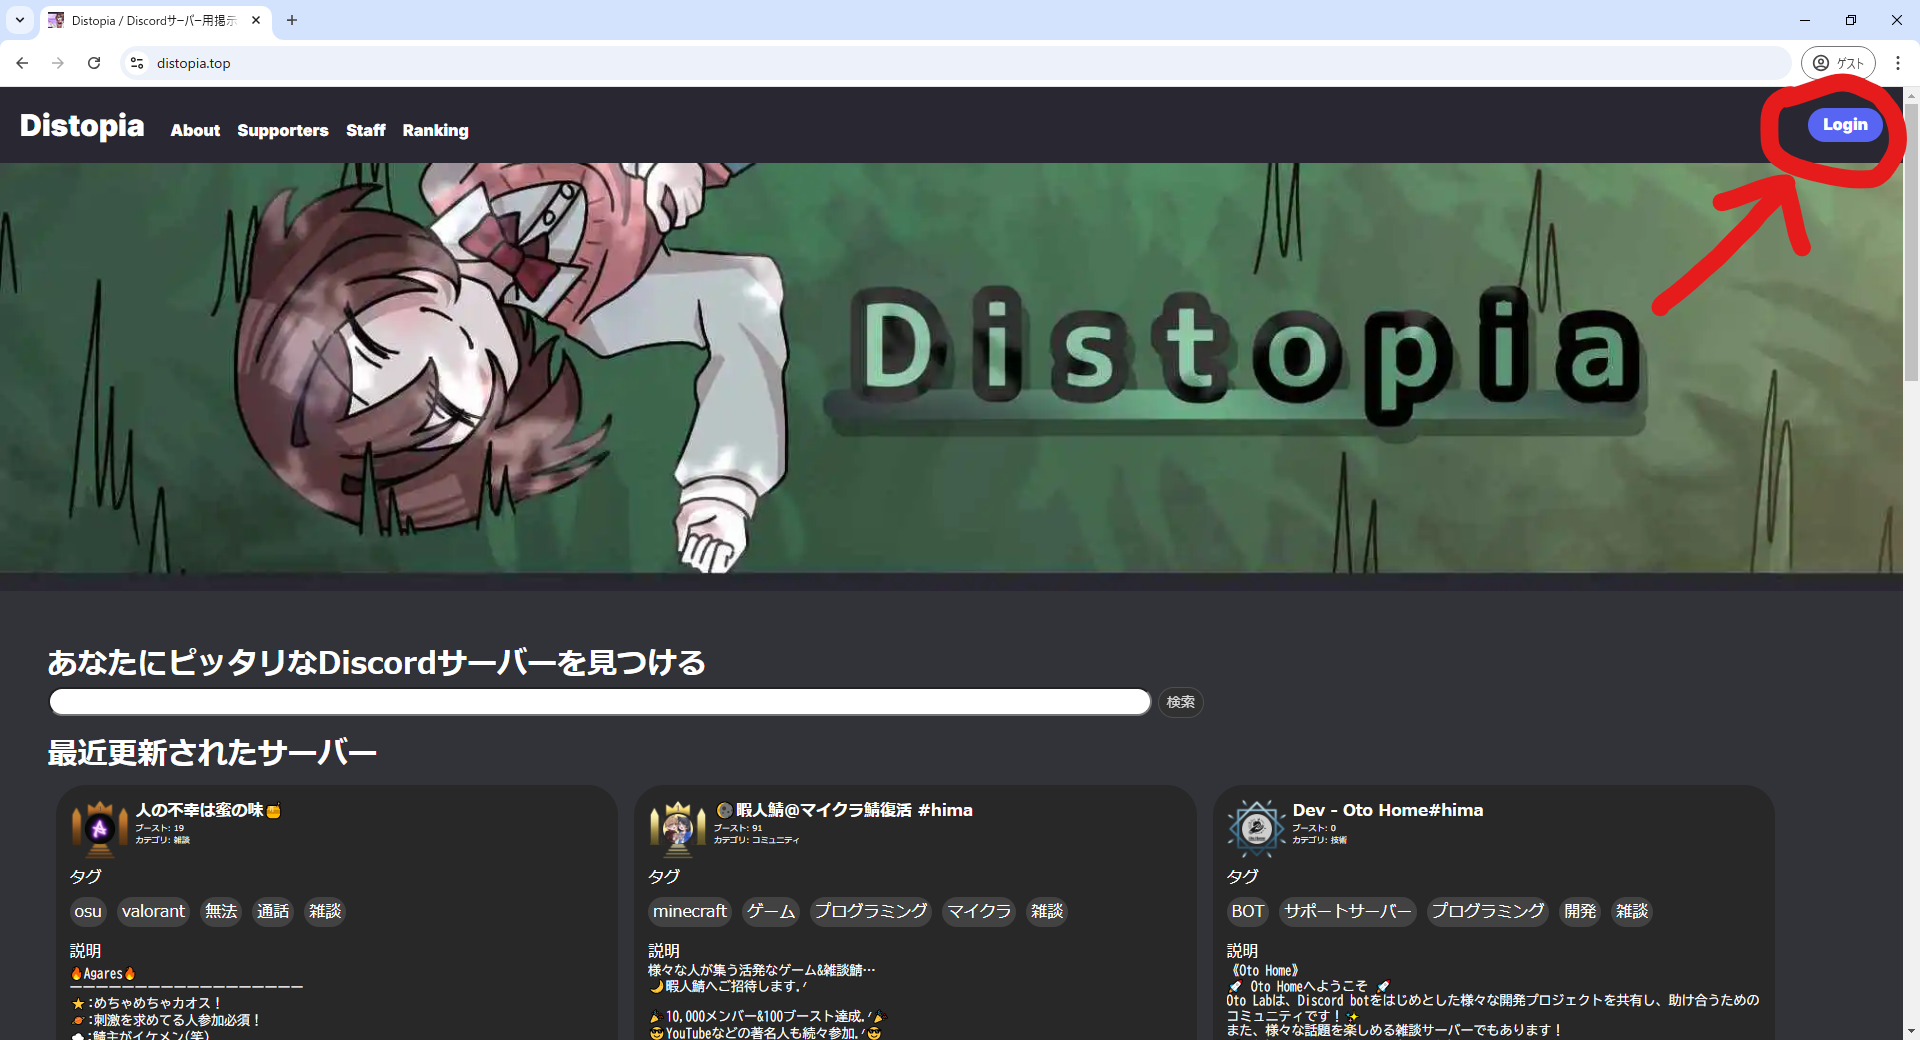 Distopia / Discordサーバー用掲示
distopia.top
ゲスト
Distopia
About
Supporters
Staff
Ranking
Login
Distopia
あなたにピッタリなDiscordサーバーを見つける
検索
最近更新されたサーバー
人の不幸は蜜の味🍯
ブースト: 19
カテゴリ: 雑談
タグ
osu valorant 無法 通話 雑談
説明
🔥Agares🔥
ーーーーーーーーーーーーーーーーーー
⭐:めちゃめちゃカオス！
🪐:刺激を求めてる人参加必須！
☁:鯖主がイケメン(笑)
🌘暇人鯖@マイクラ鯖復活 #hima
ブースト: 91
カテゴリ: コミュニティ
タグ
minecraft ゲーム プログラミング マイクラ 雑談
説明
様々な人が集う活発なゲーム&雑談鯖…
🌙暇人鯖へご招待します.ᐟ
🎉10,000メンバー&100ブースト達成.ᐟ🎉
😎YouTubeなどの著名人も続々参加.ᐟ😎
Dev - Oto Home#hima
ブースト: 0
カテゴリ: 技術
タグ
BOT サポートサーバー プログラミング 開発 雑談
説明
《Oto Home》
🚀 Oto Homeへようこそ 🚀
Oto Labは、Discord botをはじめとした様々な開発プロジェクトを共有し、助け合うための
コミュニティです！✨
また、様々な話題を楽しめる雑談サーバーでもあります！